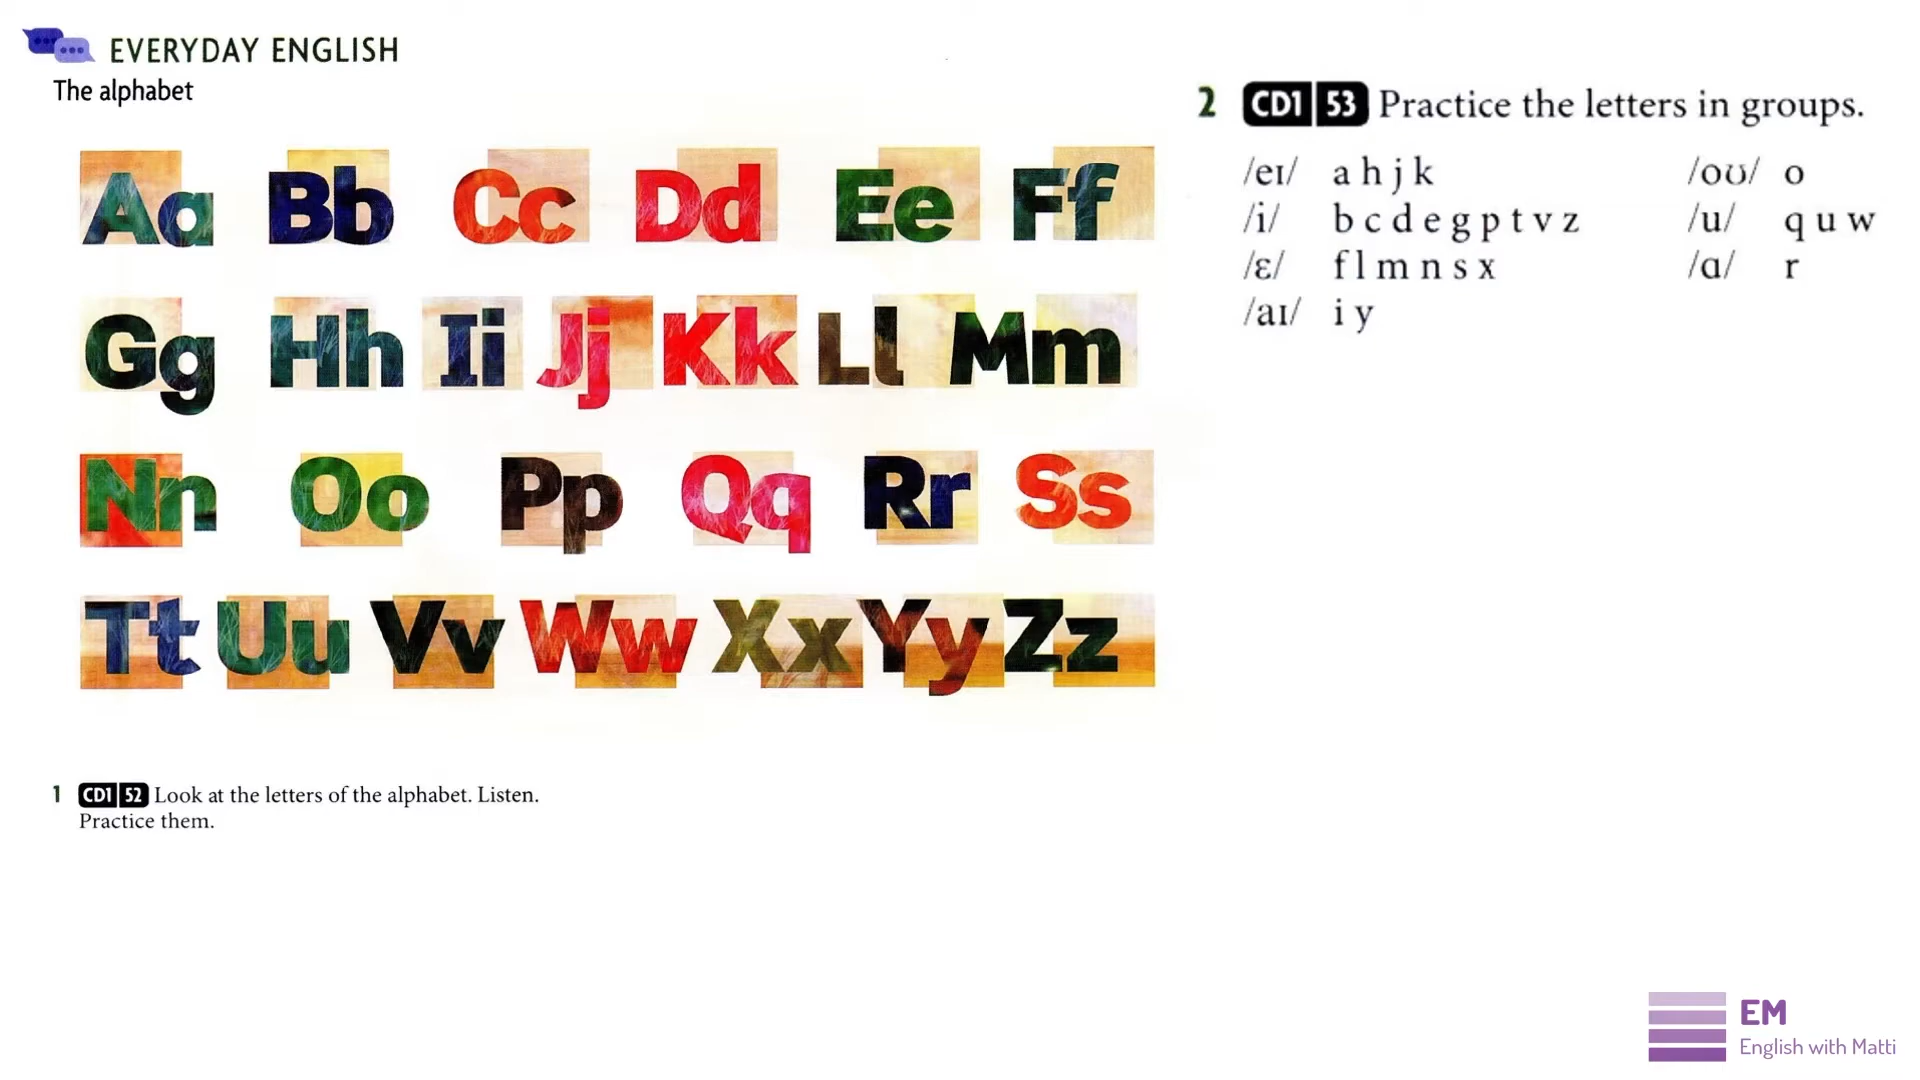 EVERYDAY ENGLISH
The alphabet
Aa Bb Cc Dd Ee Ff
Gg Hh Ii Jj Kk Ll Mm
Nn Oo Pp Qq Rr Ss
Tt Uu Vv Ww Xx Yy Zz
1 CD1 52 Look at the letters of the alphabet. Listen.
Practice them.
2 CD1 53 Practice the letters in groups.
/eɪ/ a h j k /oʊ/ o
/i/ b c d e g p t v z /u/ q u w
/ɛ/ f l m n s x /ɑ/ r
/aɪ/ i y
EM
English with Matti